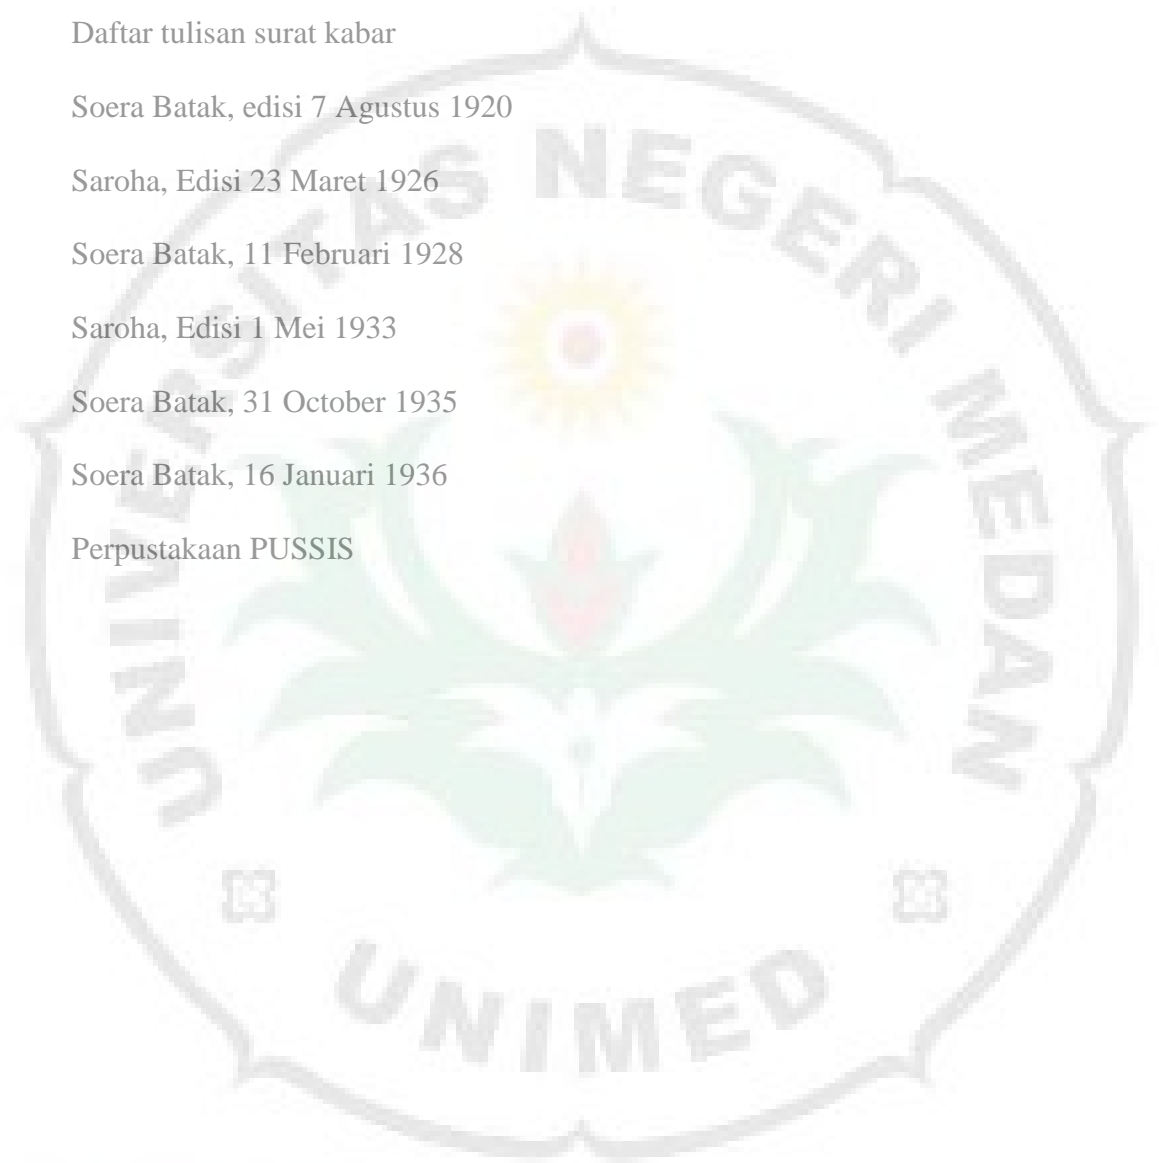 Daftar tulisan surat kabar
Soera Batak, edisi 7 Agustus 1920
Saroha, Edisi 23 Maret 1926
Soera Batak, 11 Februari 1928
Saroha, Edisi 1 Mei 1933
Soera Batak, 31 October 1935
Soera Batak, 16 Januari 1936
Perpustakaan PUSSIS
UNIVERSITAS NEGERI MEDAN
UNIMED